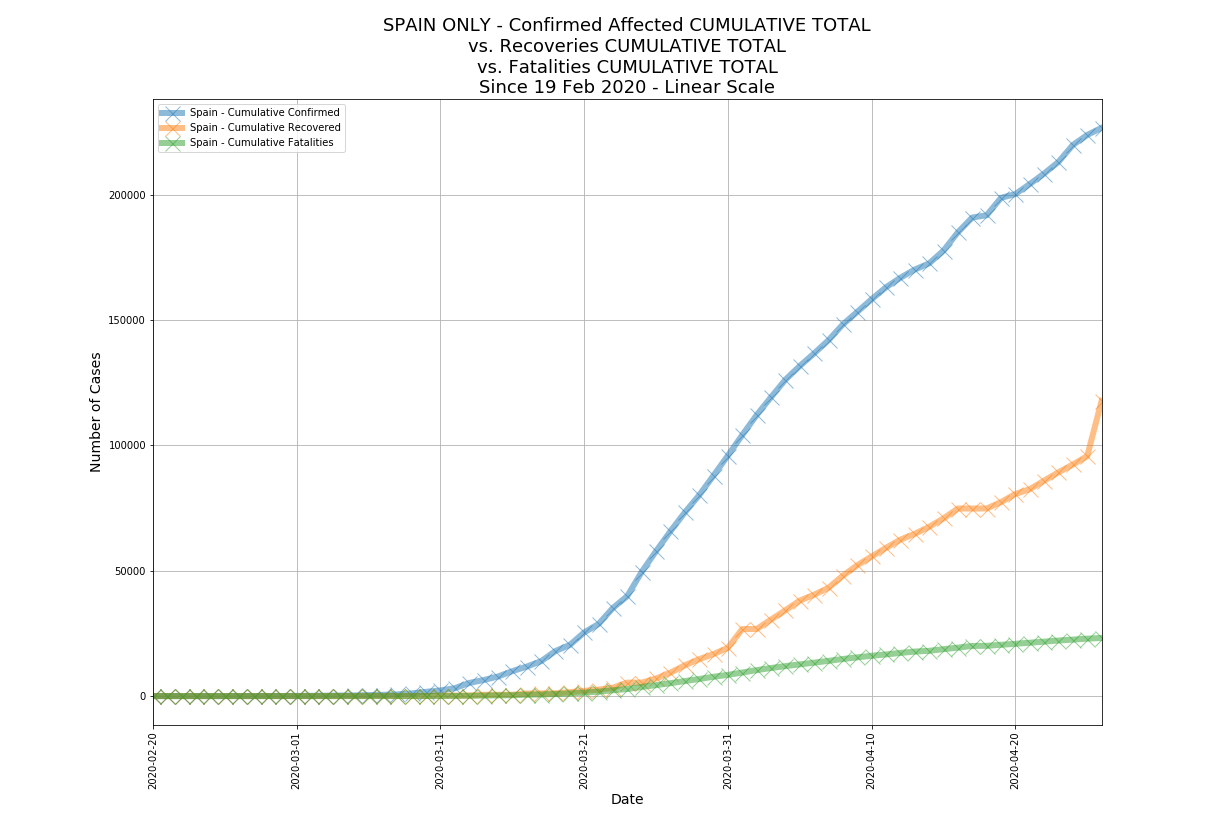 SPAIN ONLY - Confirmed Affected CUMULATIVE TOTAL
vs. Recoveries CUMULATIVE TOTAL
vs. Fatalities CUMULATIVE TOTAL
Since 19 Feb 2020 - Linear Scale
Spain - Cumulative Confirmed
Spain - Cumulative Recovered
Spain - Cumulative Fatalities
Number of Cases
200000
150000
100000
50000
0
2020-02-20
2020-03-01
2020-03-11
2020-03-21
2020-03-31
2020-04-10
2020-04-20
Date